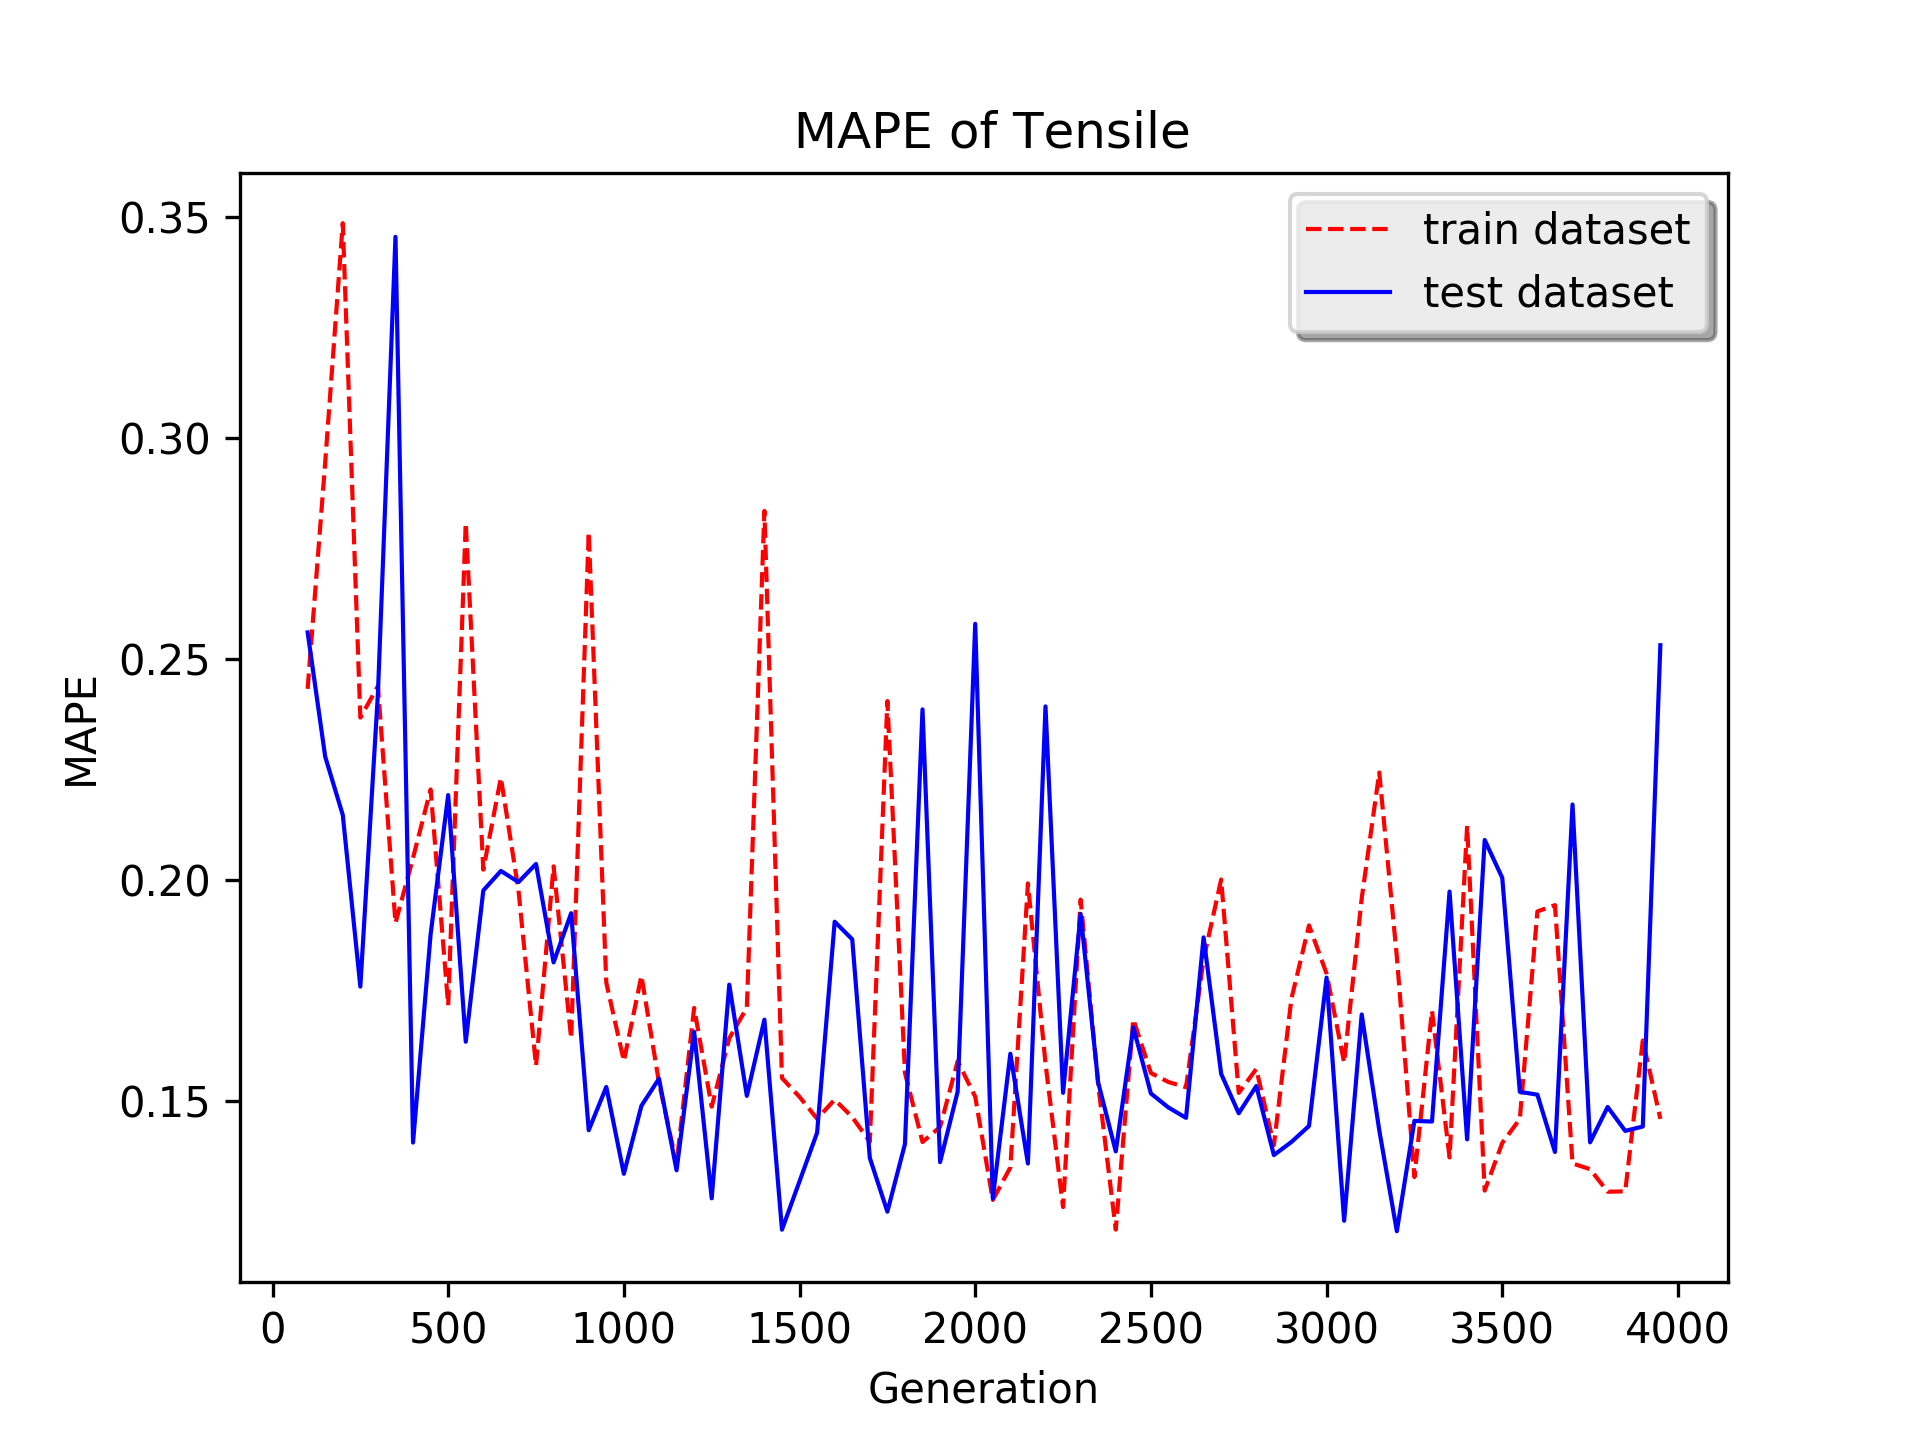 MAPE of Tensile
train dataset
test dataset
0.35
0.30
0.25
0.20
0.15
MAPE
0 500 1000 1500 2000 2500 3000 3500 4000
Generation